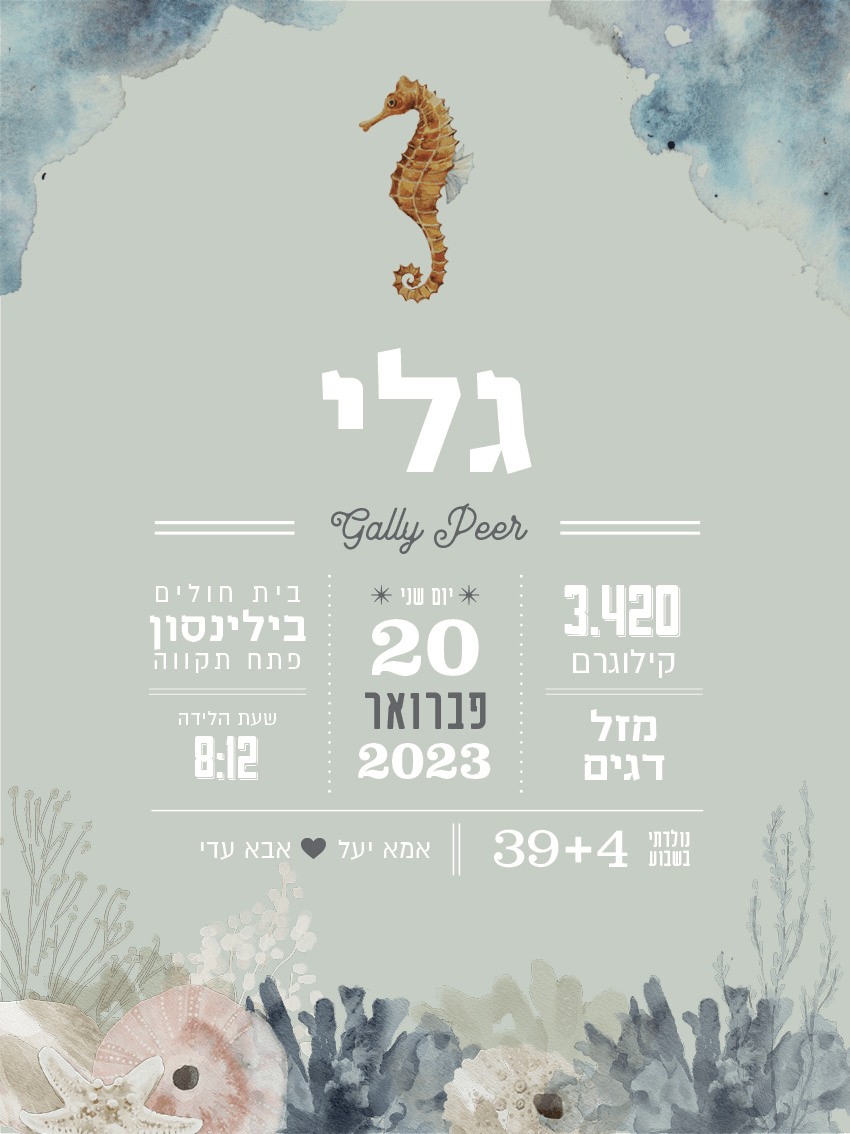 גלי
Gally Peer
3.420
קילוגרם
מזל
דגים
יום שני
20
פברואר
2023
בית חולים
בילינסון
פתח תקווה
שעת הלידה
8:12
נולדתי
בשבוע
39+4
אמא יעל ♥ אבא עדי